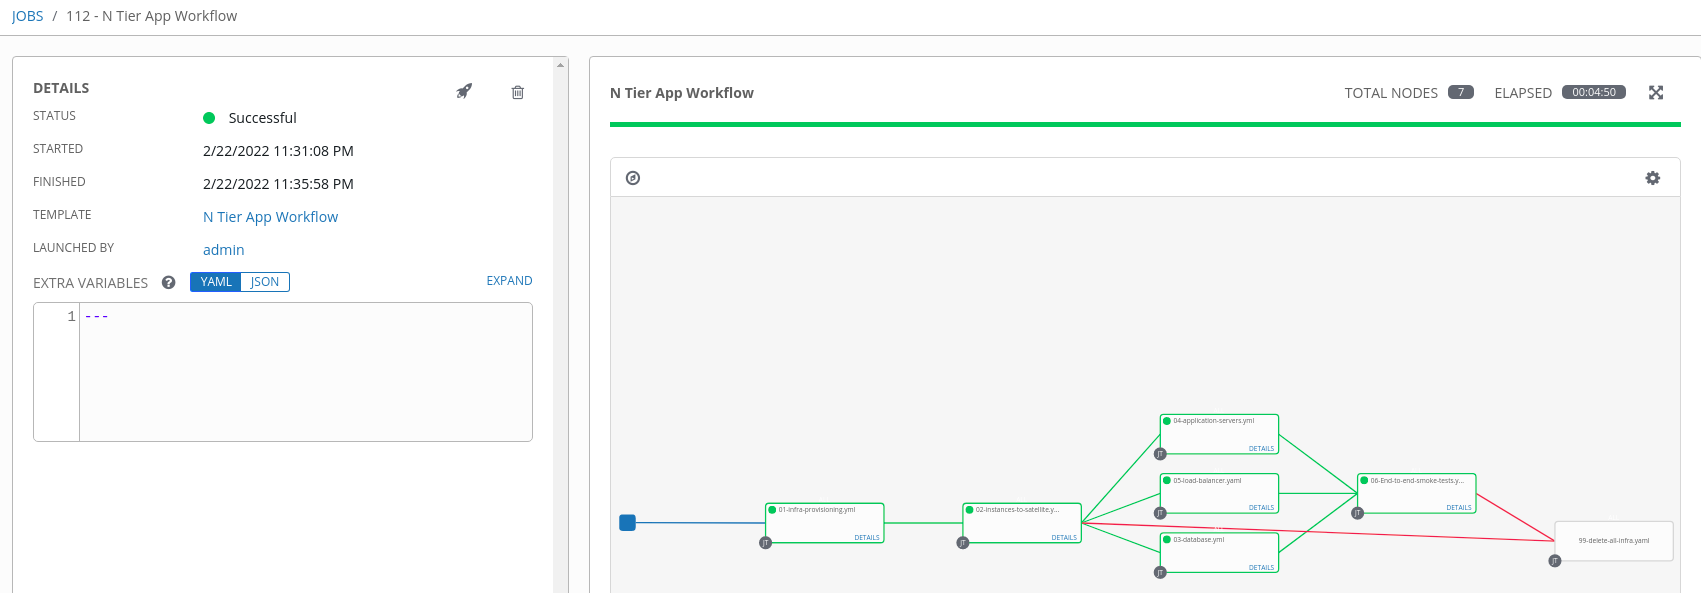 JOBS / 112 - N Tier App Workflow
DETAILS
STATUS Successful
STARTED 2/22/2022 11:31:08 PM
FINISHED 2/22/2022 11:35:58 PM
TEMPLATE N Tier App Workflow
LAUNCHED BY admin
EXTRA VARIABLES ? YAML JSON EXPAND
1 ---
N Tier App Workflow TOTAL NODES 7 ELAPSED 00:04:50
04-application-servers.yml
DETAILS
JT
05-load-balancer.yaml
DETAILS
JT
06-End-to-end-smoke-tests.y...
DETAILS
JT
01-infra-provisioning.yml
DETAILS
JT
02-instances-to-satellite.y...
DETAILS
JT
03-database.yml
DETAILS
JT
99-delete-all-infra.yaml
JT